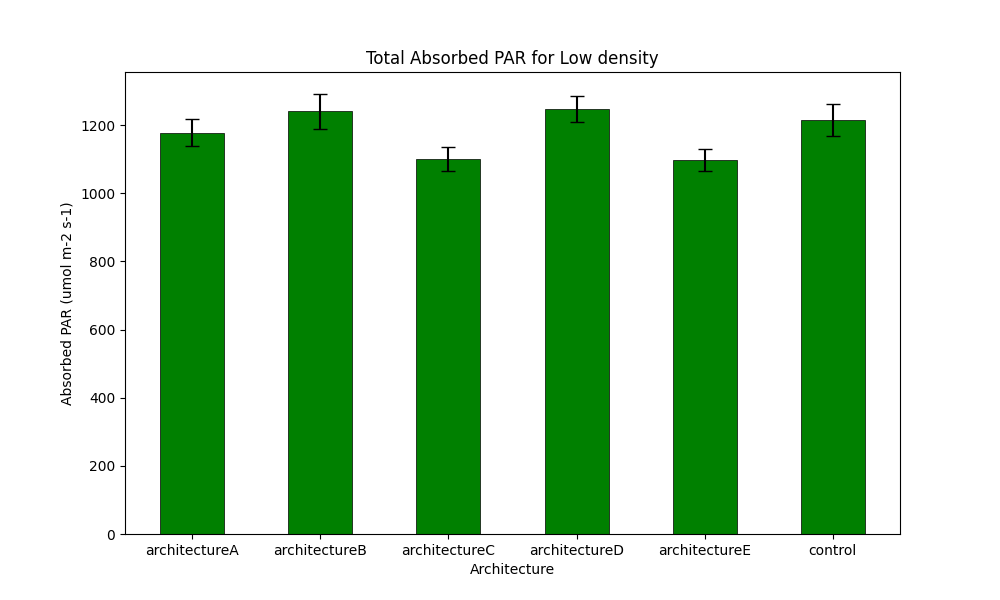 Total Absorbed PAR for Low density
Absorbed PAR (umol m-2 s-1)
1200
1000
800
600
400
200
0
architectureA architectureB architectureC architectureD architectureE control
Architecture